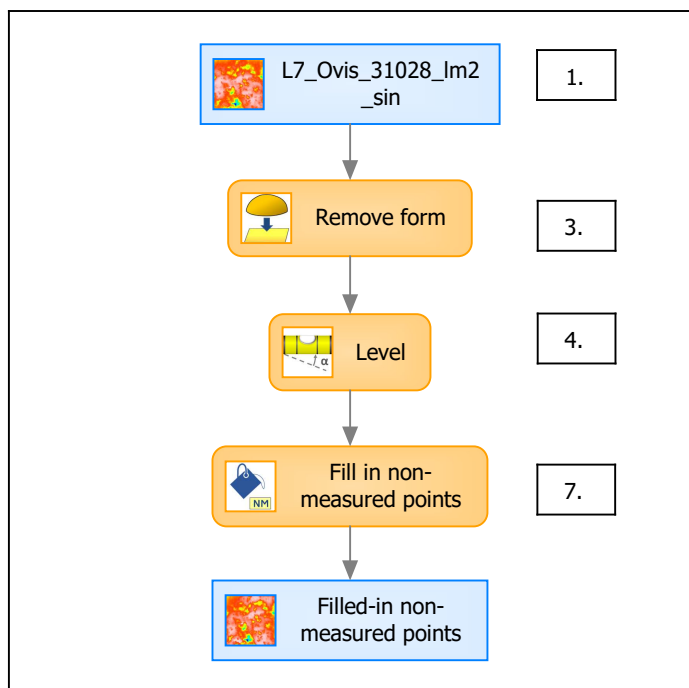 L7_Ovis_31028_lm2
_sin
1.
Remove form
3.
α
Level
4.
Fill in non-
measured points
NM
7.
Filled-in non-
measured points